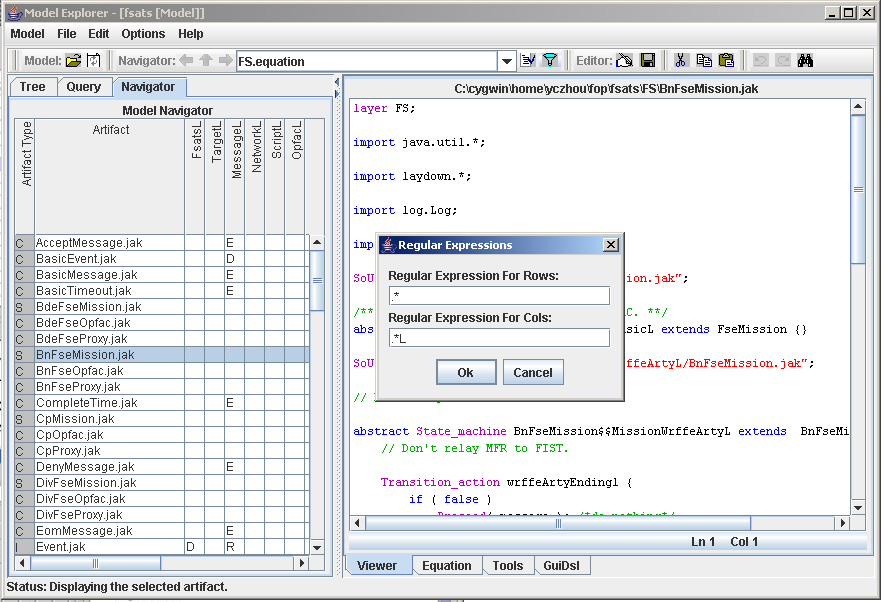 Model Explorer - [fsats [Model]]
Model File Edit Options Help
Model: Navigator: FS.equation Editor:
Tree Query Navigator
Model Navigator
Artifact Type Artifact FsatsL TargetL MessageL NetworkL ScriptL OpfacL
C AcceptMessage.jak E
C BasicEvent.jak D
C BasicMessage.jak E
C BasicTimeout.jak E
S BdeFseMission.jak
C BdeFseOpfac.jak
C BdeFseProxy.jak
S BnFseMission.jak
C BnFseOpfac.jak
C BnFseProxy.jak
C CompleteTime.jak E
S CpMission.jak
C CpOpfac.jak
C CpProxy.jak
C DenyMessage.jak E
S DivFseMission.jak
C DivFseOpfac.jak
C DivFseProxy.jak
C EomMessage.jak E
I Event.jak D R
C:\cygwin\home\yczhou\fop\fsats\FS\BnFseMission.jak
layer FS;
import java.util.*;
import laydown.*;
import log.Log;
imp
SoU ion.jak";
/** C. **/
abs sicL extends FseMission {}
SoU ffeArtyL/BnFseMission.jak";
//
abstract State_machine BnFseMission$$MissionWrffeArtyL extends BnFseMi
// Don't relay MFR to FIST.
Transition_action wrffeArtyEnding1 {
if ( false )
Proceed( message ); /*do nothing*/
Ln 1 Col 1
Viewer Equation Tools GuiDsl
Regular Expressions
Regular Expression For Rows:
.*
Regular Expression For Cols:
.*L
Ok Cancel
Status: Displaying the selected artifact.